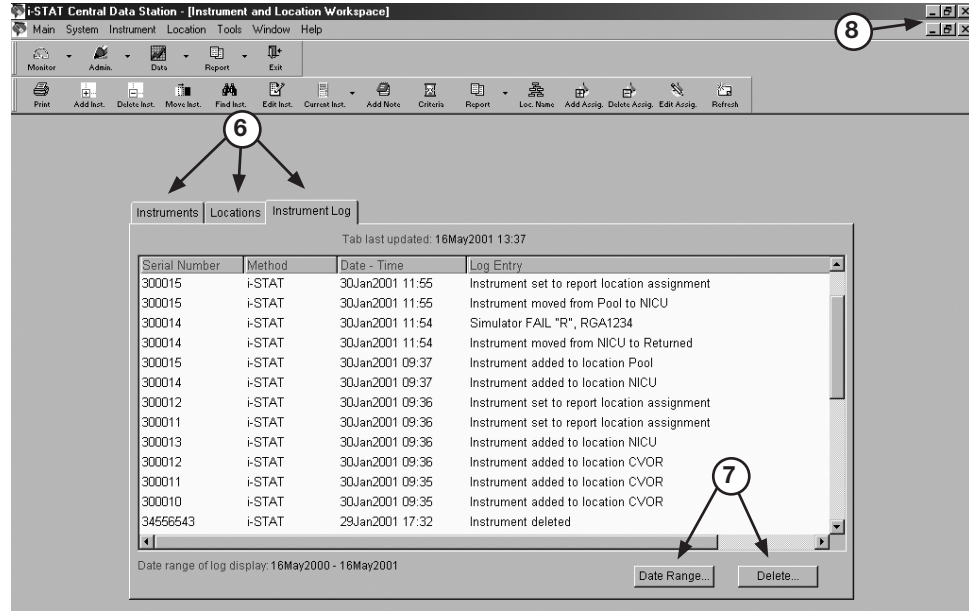 i-STAT Central Data Station - [Instrument and Location Workspace]
Main System Instrument Location Tools Window Help
8
Monitor Admin. Data Report Exit
Print Add Inst. Delete Inst. Move Inst. Find Inst. Edit Inst. Current Inst. Add Note Criteria Report Loc. Name Add Assig. Delete Assig. Edit Assig. Refresh
6
Instruments Locations Instrument Log
Tab last updated: 16May2001 13:37
Serial Number Method Date - Time Log Entry
300015 i-STAT 30Jan2001 11:55 Instrument set to report location assignment
300015 i-STAT 30Jan2001 11:55 Instrument moved from Pool to NICU
300014 i-STAT 30Jan2001 11:54 Simulator FAIL "R", RGA1234
300014 i-STAT 30Jan2001 11:54 Instrument moved from NICU to Returned
300015 i-STAT 30Jan2001 09:37 Instrument added to location Pool
300014 i-STAT 30Jan2001 09:37 Instrument added to location NICU
300012 i-STAT 30Jan2001 09:36 Instrument set to report location assignment
300011 i-STAT 30Jan2001 09:36 Instrument set to report location assignment
300013 i-STAT 30Jan2001 09:36 Instrument added to location NICU
300012 i-STAT 30Jan2001 09:36 Instrument added to location CVOR
300011 i-STAT 30Jan2001 09:35 Instrument added to location CVOR
300010 i-STAT 30Jan2001 09:35 Instrument added to location CVOR
34556543 i-STAT 29Jan2001 17:32 Instrument deleted
7
Date range of log display: 16May2000 - 16May2001
Date Range... Delete...